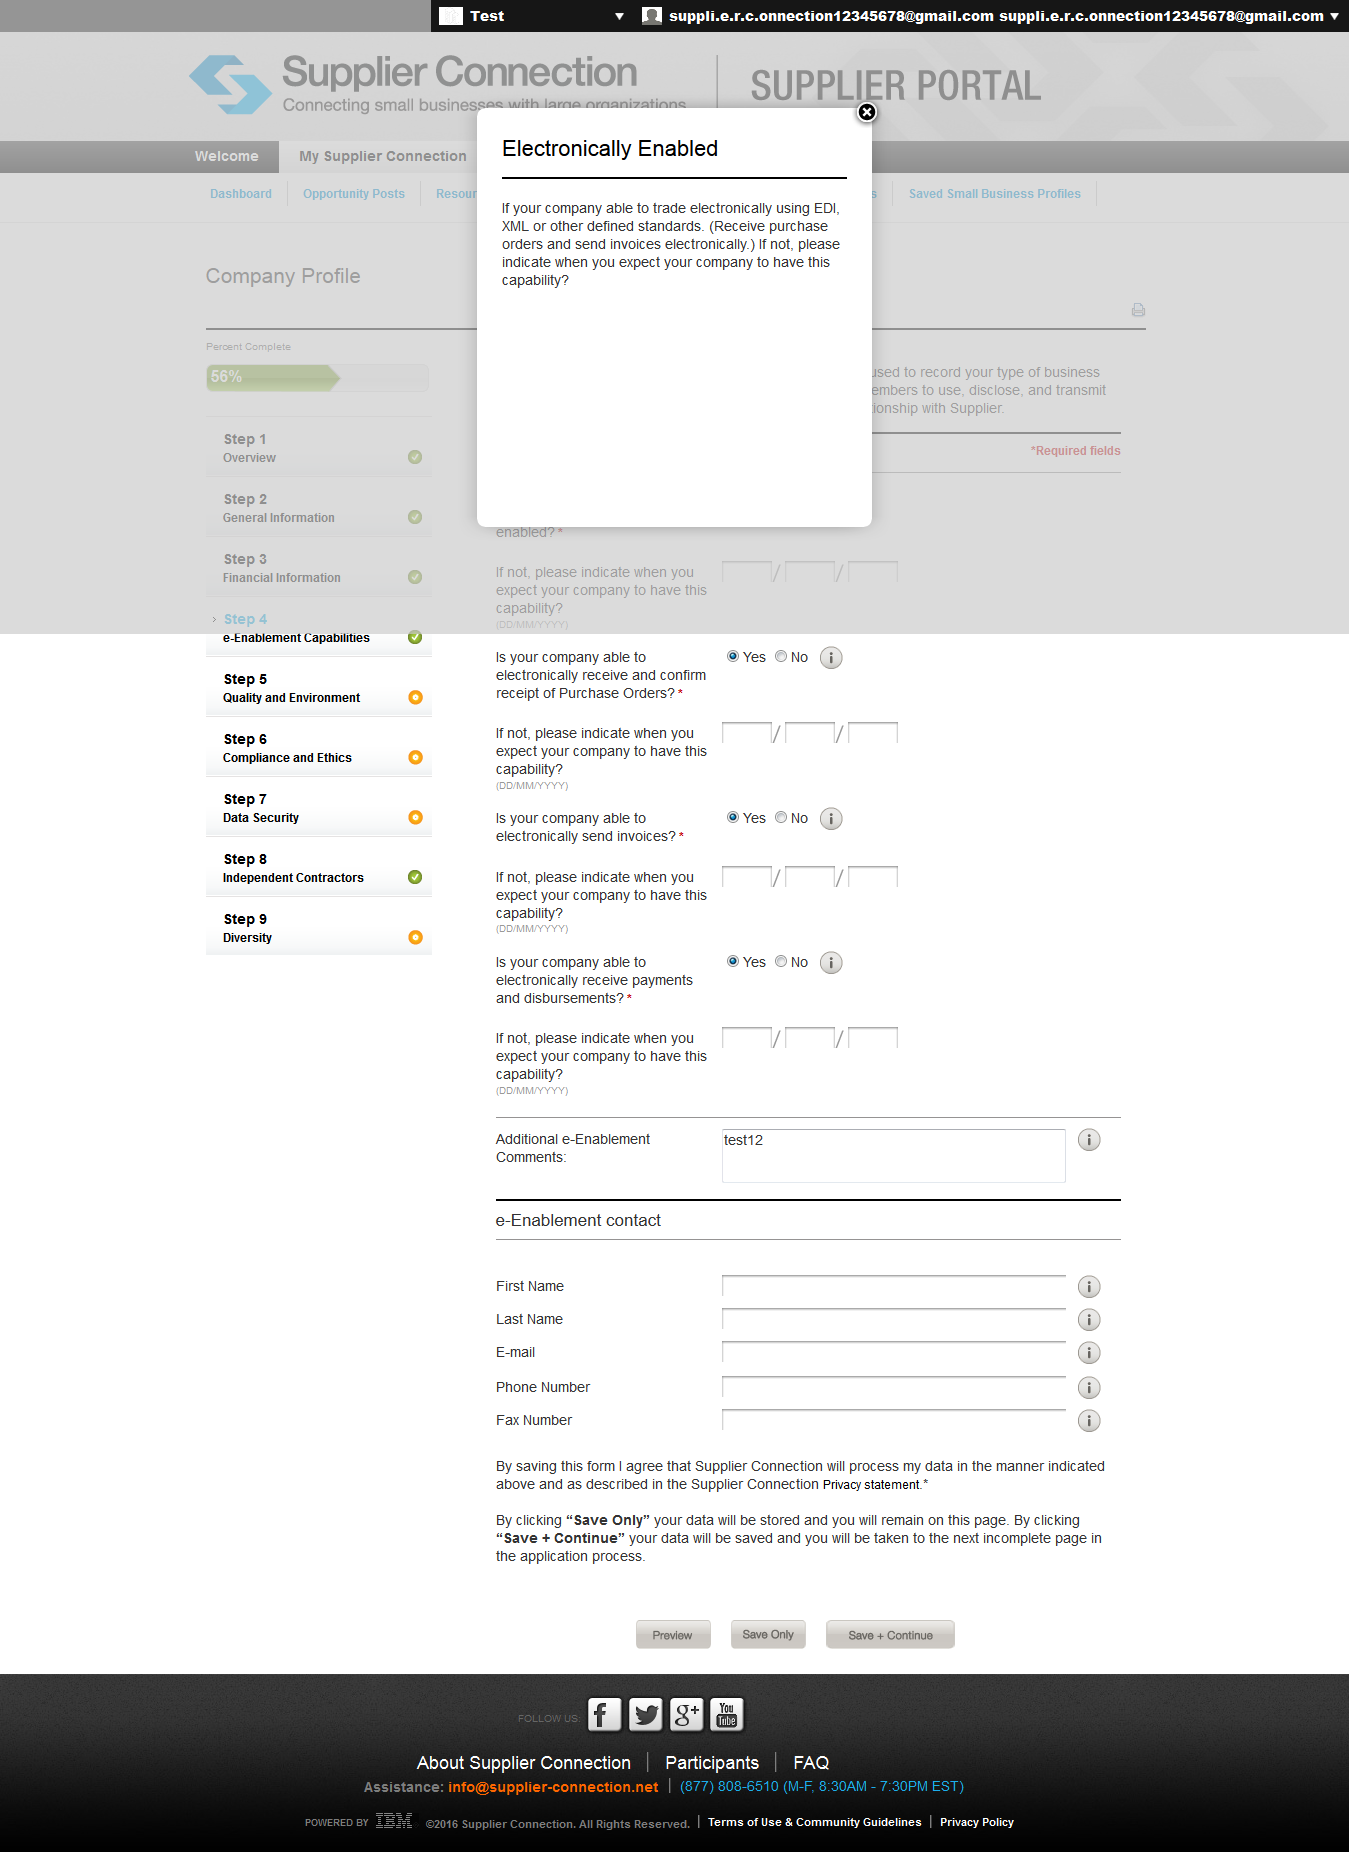 Test
suppli.e.r.c.onnection12345678@gmail.com suppli.e.r.c.onnection12345678@gmail.com
Supplier Connection
Connecting small businesses with large organizations
SUPPLIER PORTAL
Welcome
My Supplier Connection
Dashboard
Opportunity Posts
Saved Small Business Profiles
Electronically Enabled
If your company able to trade electronically using EDI,
XML or other defined standards. (Receive purchase
orders and send invoices electronically.) If not, please
indicate when you expect your company to have this
capability?
Company Profile
Percent Complete
56%
Step 1
Overview
Step 2
General Information
Step 3
Financial Information
Step 4
e-Enablement Capabilities
Step 5
Quality and Environment
Step 6
Compliance and Ethics
Step 7
Data Security
Step 8
Independent Contractors
Step 9
Diversity
used to record your type of business
to use, disclose, and transmit
with Supplier.
*Required fields
enabled? *
If not, please indicate when you
expect your company to have this
capability?
(DD/MM/YYYY)
/ /
Is your company able to
electronically receive and confirm
receipt of Purchase Orders? *
Yes No
If not, please indicate when you
expect your company to have this
capability?
(DD/MM/YYYY)
/ /
Is your company able to
electronically send invoices? *
Yes No
If not, please indicate when you
expect your company to have this
capability?
(DD/MM/YYYY)
/ /
Is your company able to
electronically receive payments
and disbursements? *
Yes No
If not, please indicate when you
expect your company to have this
capability?
(DD/MM/YYYY)
/ /
Additional e-Enablement
Comments:
test12
e-Enablement contact
First Name
Last Name
E-mail
Phone Number
Fax Number
By saving this form I agree that Supplier Connection will process my data in the manner indicated
above and as described in the Supplier Connection Privacy statement.*
By clicking “Save Only” your data will be stored and you will remain on this page. By clicking
“Save + Continue” your data will be saved and you will be taken to the next incomplete page in
the application process.
Preview
Save Only
Save + Continue
FOLLOW US:
You Tube
About Supplier Connection | Participants | FAQ
Assistance: info@supplier-connection.net | (877) 808-6510 (M-F, 8:30AM - 7:30PM EST)
POWERED BY IBM ©2016 Supplier Connection. All Rights Reserved. | Terms of Use & Community Guidelines | Privacy Policy